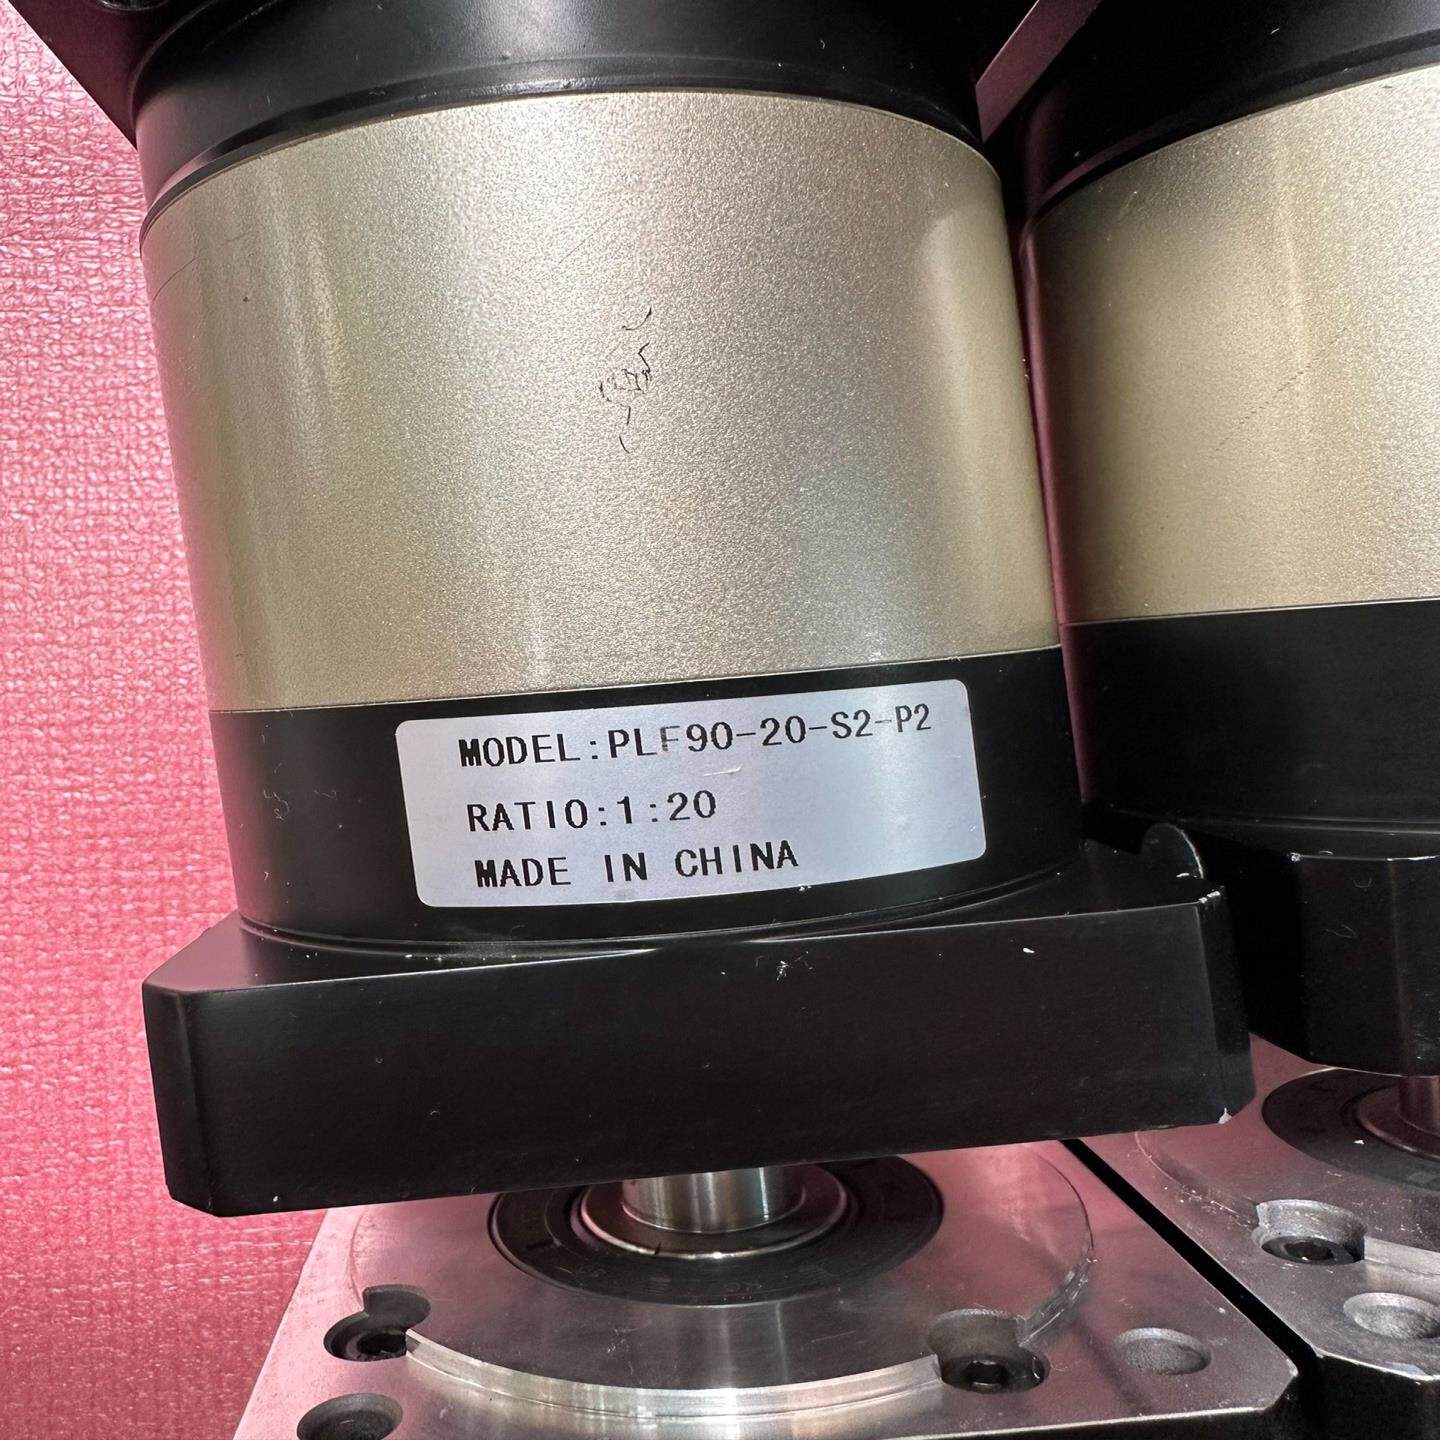 MODEL:PLF90-20-S2-P2
RATIO:1:20
MADE IN CHINA